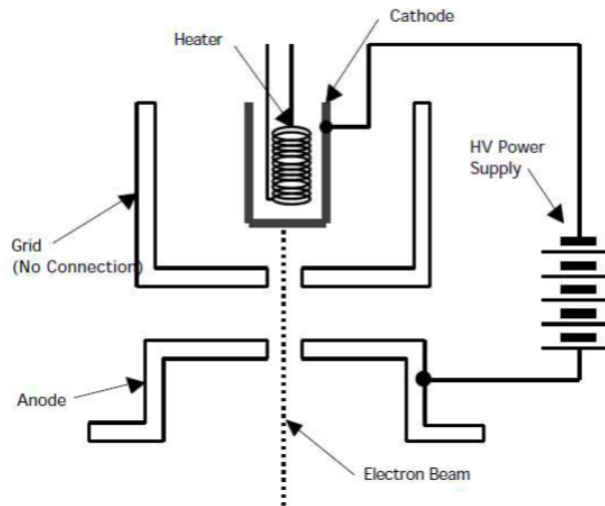 Cathode
Heater
HV Power
Supply
Grid
(No Connection)
Anode
Electron Beam